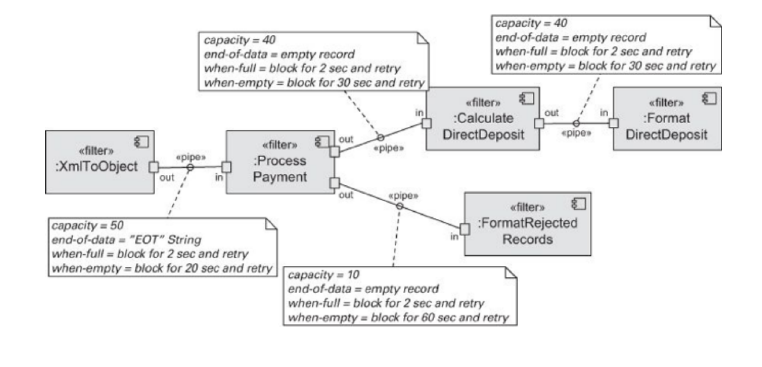 capacity = 40
end-of-data = empty record
when-full = block for 2 sec and retry
when-empty = block for 30 sec and retry
capacity = 40
end-of-data = empty record
when-full = block for 2 sec and retry
when-empty = block for 30 sec and retry
«filter»
:XmlToObject
out
«pipe»
in
«filter»
:Process
Payment
out
out
«pipe»
in
«filter»
:Calculate
DirectDeposit
out
«pipe»
in
«filter»
:Format
DirectDeposit
«pipe»
in
«filter»
:FormatRejected
Records
capacity = 50
end-of-data = "EOT" String
when-full = block for 2 sec and retry
when-empty = block for 20 sec and retry
capacity = 10
end-of-data = empty record
when-full = block for 2 sec and retry
when-empty = block for 60 sec and retry